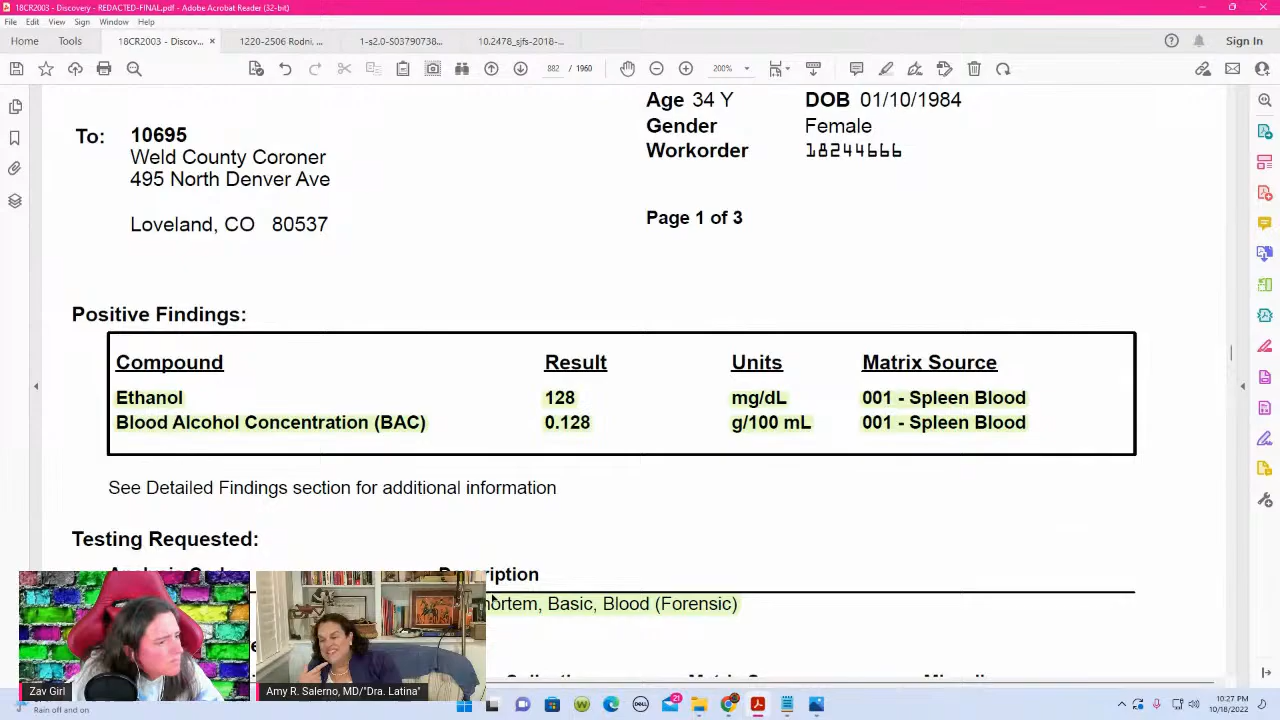 18CR2003 - Discovery - REDACTED-FINAL.pdf - Adobe Acrobat Reader (32-bit)
File Edit View Sign Window Help
Home Tools 18CR2003 - Discov... × 1220-2506 Rodni, ... 1-s2.0-S03790738... 10.2478_sjfs-2018-... Sign In
882 / 1960 200%
Age 34 Y DOB 01/10/1984
To: 10695 Gender Female
Weld County Coroner Workorder 18244666
495 North Denver Ave
Loveland, CO 80537 Page 1 of 3
Positive Findings:
Compound Result Units Matrix Source
Ethanol 128 mg/dL 001 - Spleen Blood
Blood Alcohol Concentration (BAC) 0.128 g/100 mL 001 - Spleen Blood
See Detailed Findings section for additional information
Testing Requested:
mortem, Basic, Blood (Forensic)
Zav Girl Amy R. Salerno, MD/"Dra. Latina"
Rain off and on DELL 21 10:27 PM
10/18/2022